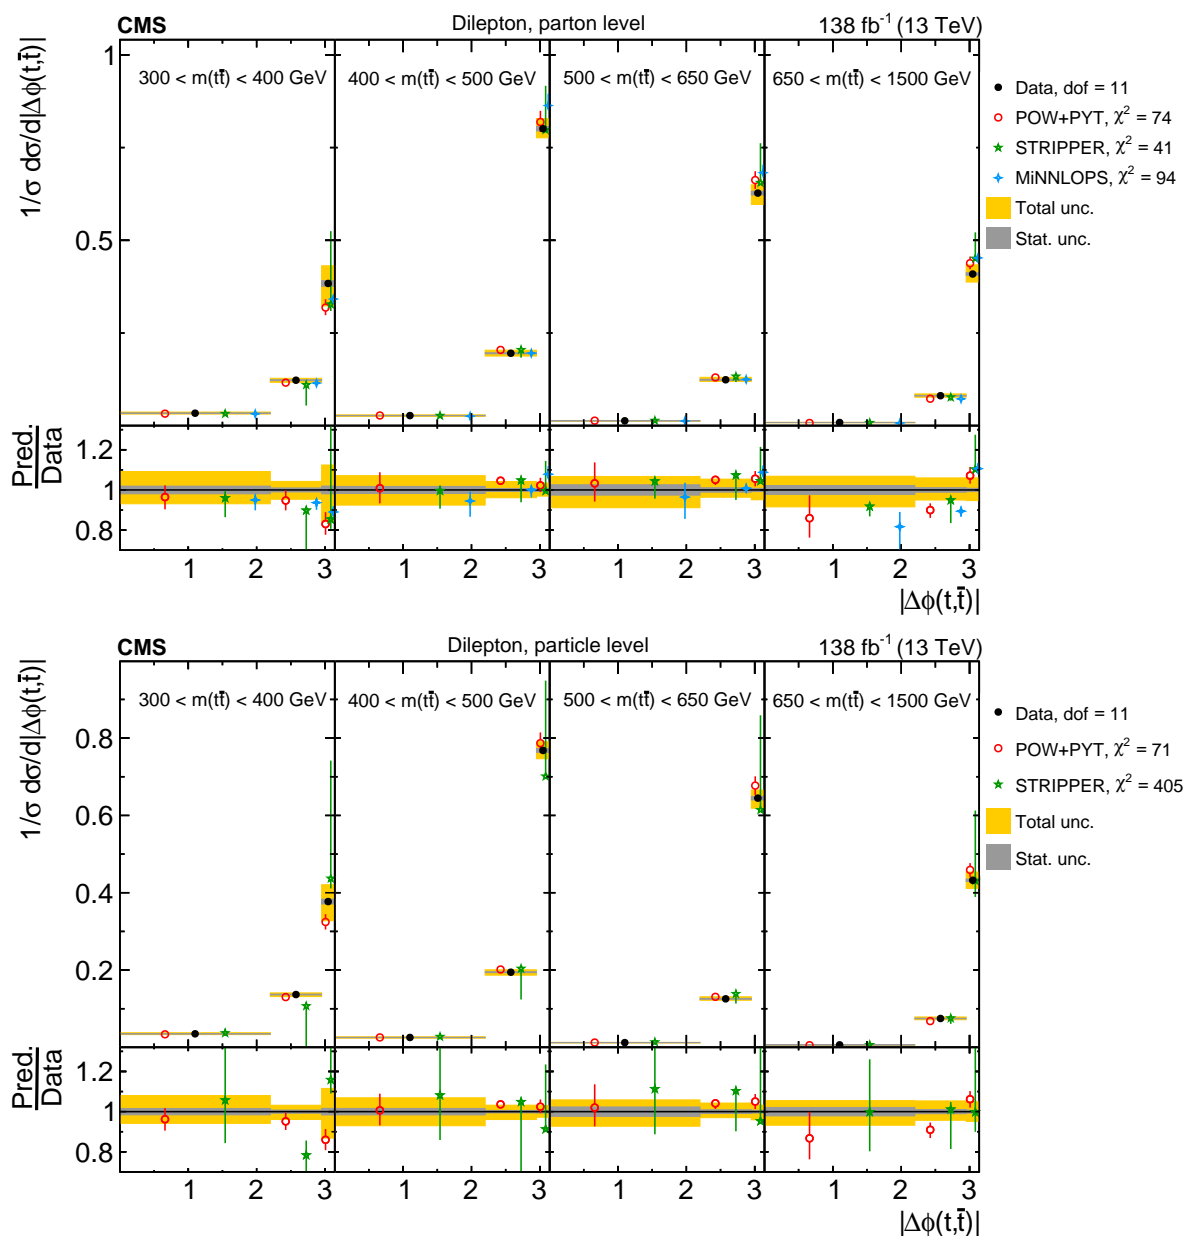 CMS Dilepton, parton level 138 fb⁻¹ (13 TeV)
1/σ dσ/d|Δϕ(t,t̄)|
1
0.5
300 < m(tt̄) < 400 GeV
400 < m(tt̄) < 500 GeV
500 < m(tt̄) < 650 GeV
650 < m(tt̄) < 1500 GeV
Data, dof = 11
POW+PYT, χ² = 74
STRIPPER, χ² = 41
MiNNLOPS, χ² = 94
Total unc.
Stat. unc.
Pred.
Data
1.2
1
0.8
1 2 3 1 2 3 1 2 3 1 2 3
|Δϕ(t,t̄)|
CMS Dilepton, particle level 138 fb⁻¹ (13 TeV)
1/σ dσ/d|Δϕ(t,t̄)|
0.8
0.6
0.4
0.2
300 < m(tt̄) < 400 GeV
400 < m(tt̄) < 500 GeV
500 < m(tt̄) < 650 GeV
650 < m(tt̄) < 1500 GeV
Data, dof = 11
POW+PYT, χ² = 71
STRIPPER, χ² = 405
Total unc.
Stat. unc.
Pred.
Data
1.2
1
0.8
1 2 3 1 2 3 1 2 3 1 2 3
|Δϕ(t,t̄)|